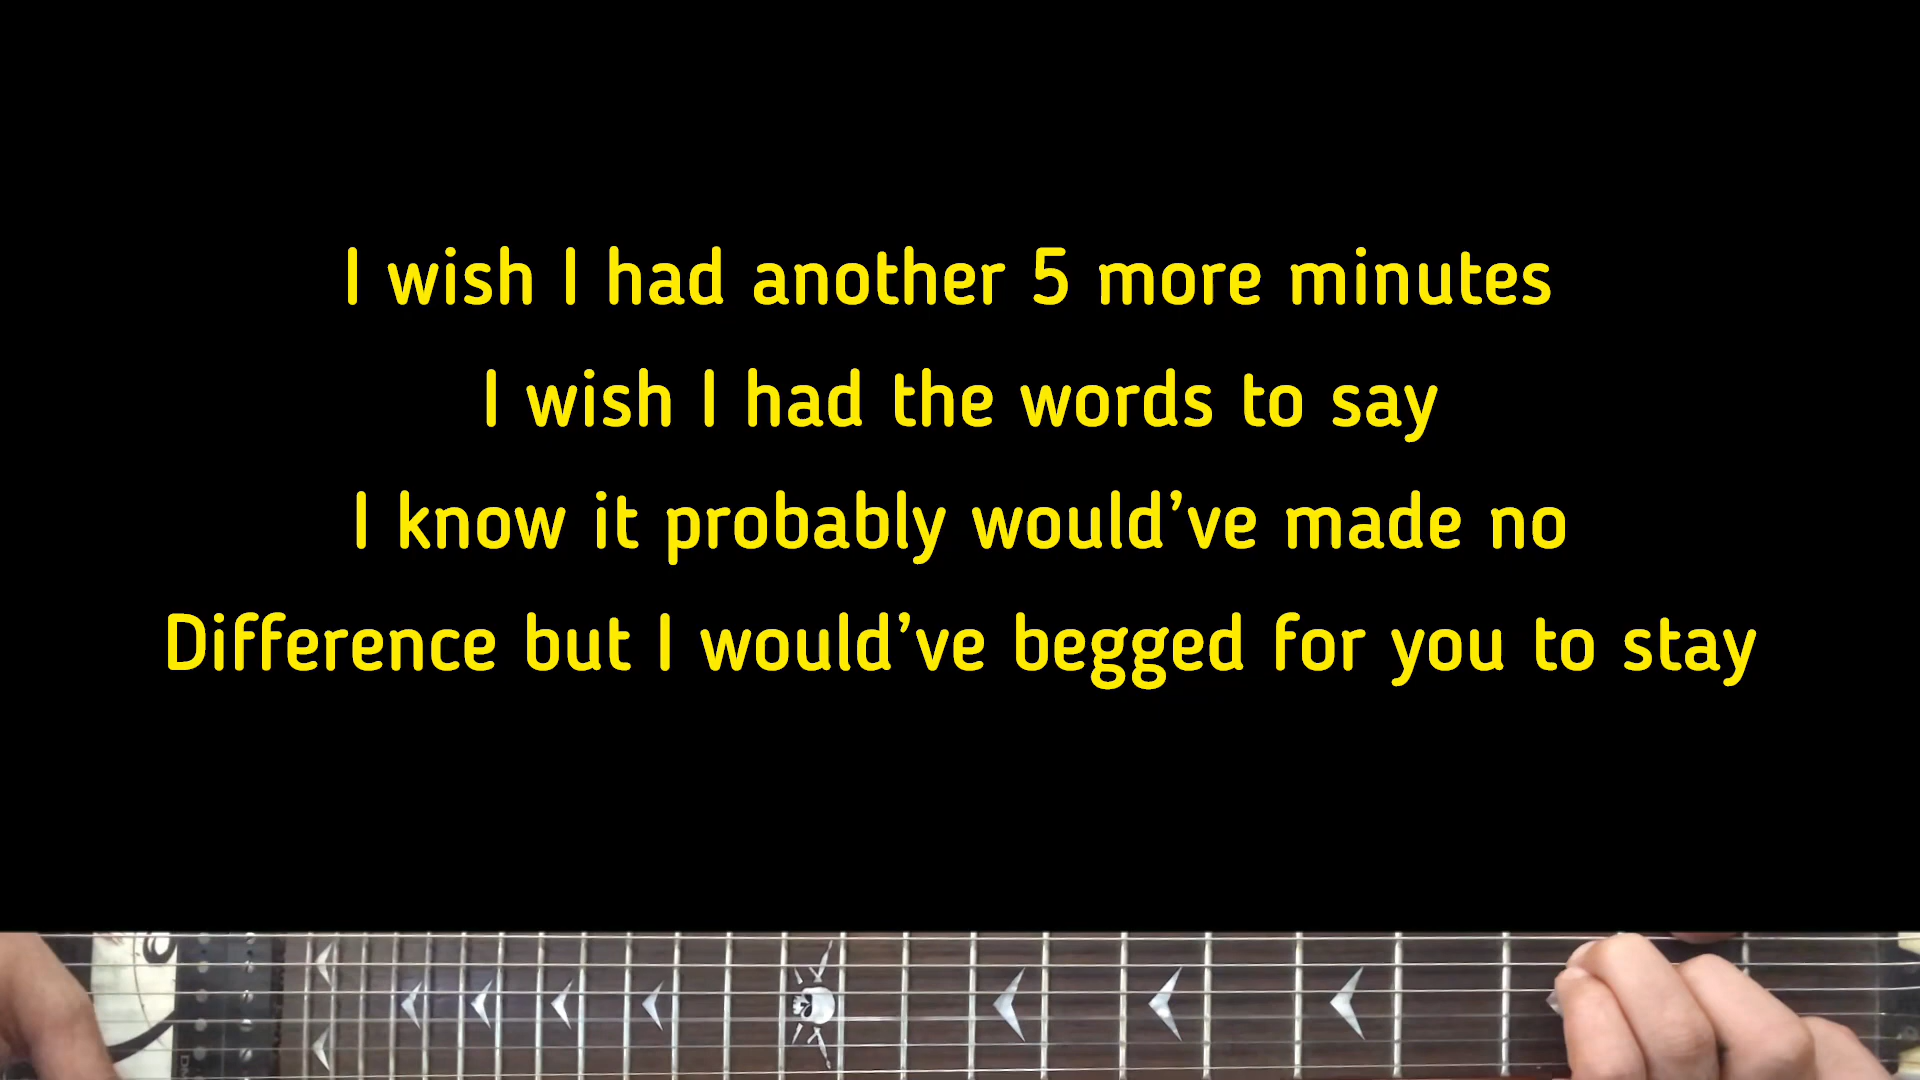 I wish I had another 5 more minutes
I wish I had the words to say
I know it probably would’ve made no
Difference but I would’ve begged for you to stay